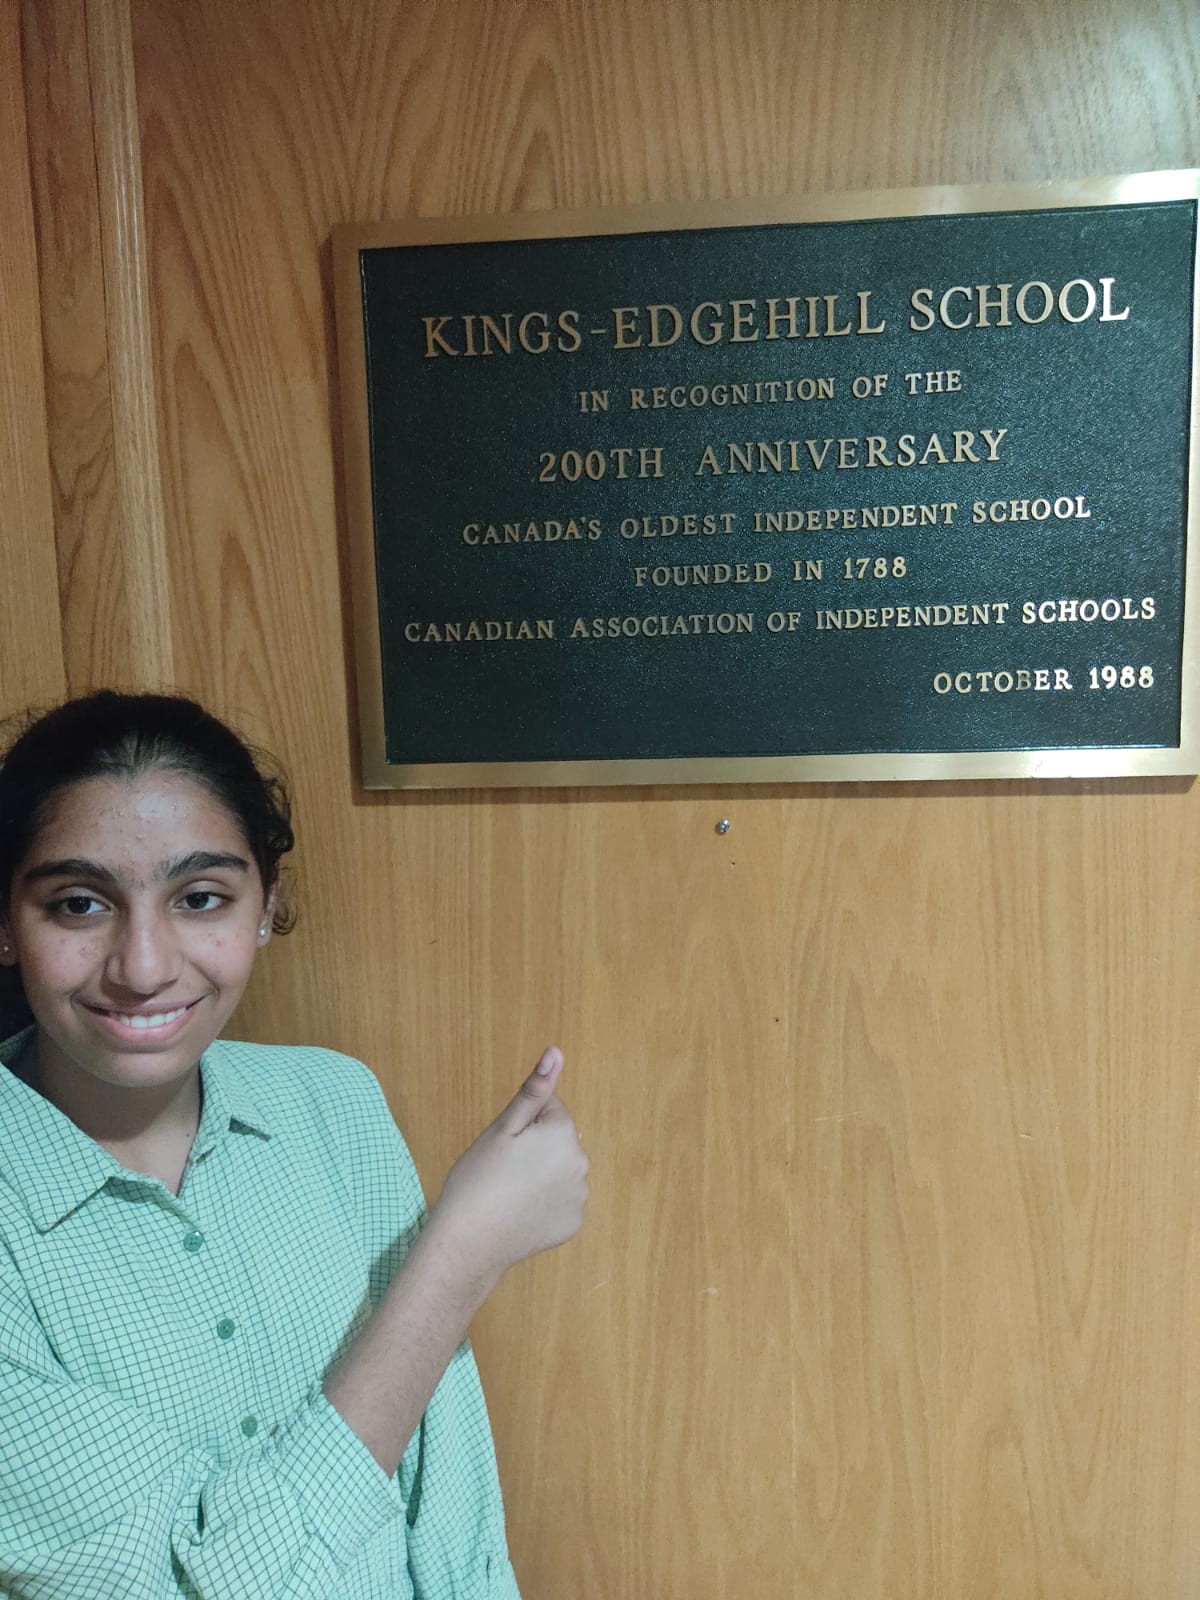 KINGS-EDGEHILL SCHOOL
IN RECOGNITION OF THE
200TH ANNIVERSARY
CANADA'S OLDEST INDEPENDENT SCHOOL
FOUNDED IN 1788
CANADIAN ASSOCIATION OF INDEPENDENT SCHOOLS
OCTOBER 1988